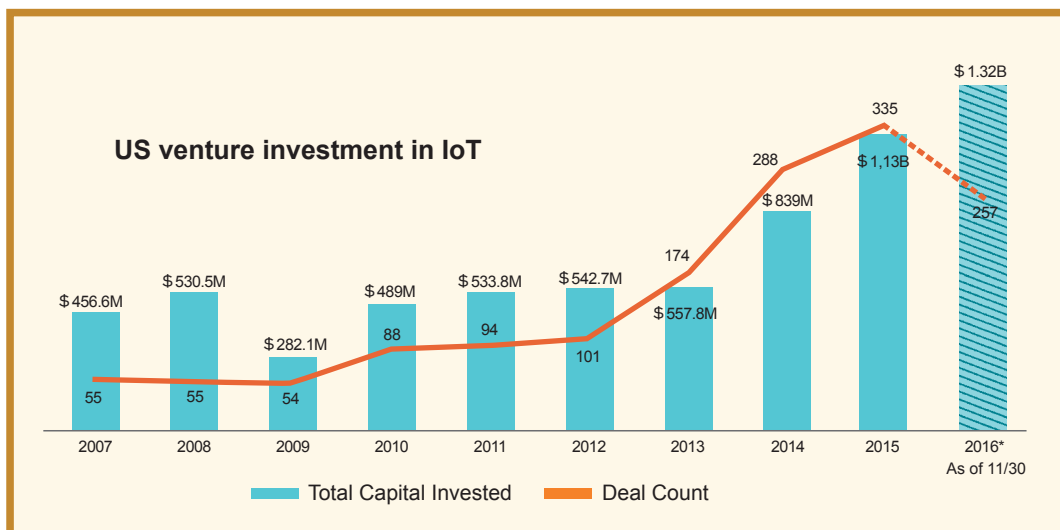 US venture investment in IoT
$ 456.6M
$ 530.5M
$ 282.1M
$ 489M
$ 533.8M
$ 542.7M
$ 557.8M
$ 839M
$ 1,13B
$ 1.32B
55
55
54
88
94
101
174
288
335
257
2007
2008
2009
2010
2011
2012
2013
2014
2015
2016*
As of 11/30
Total Capital Invested
Deal Count